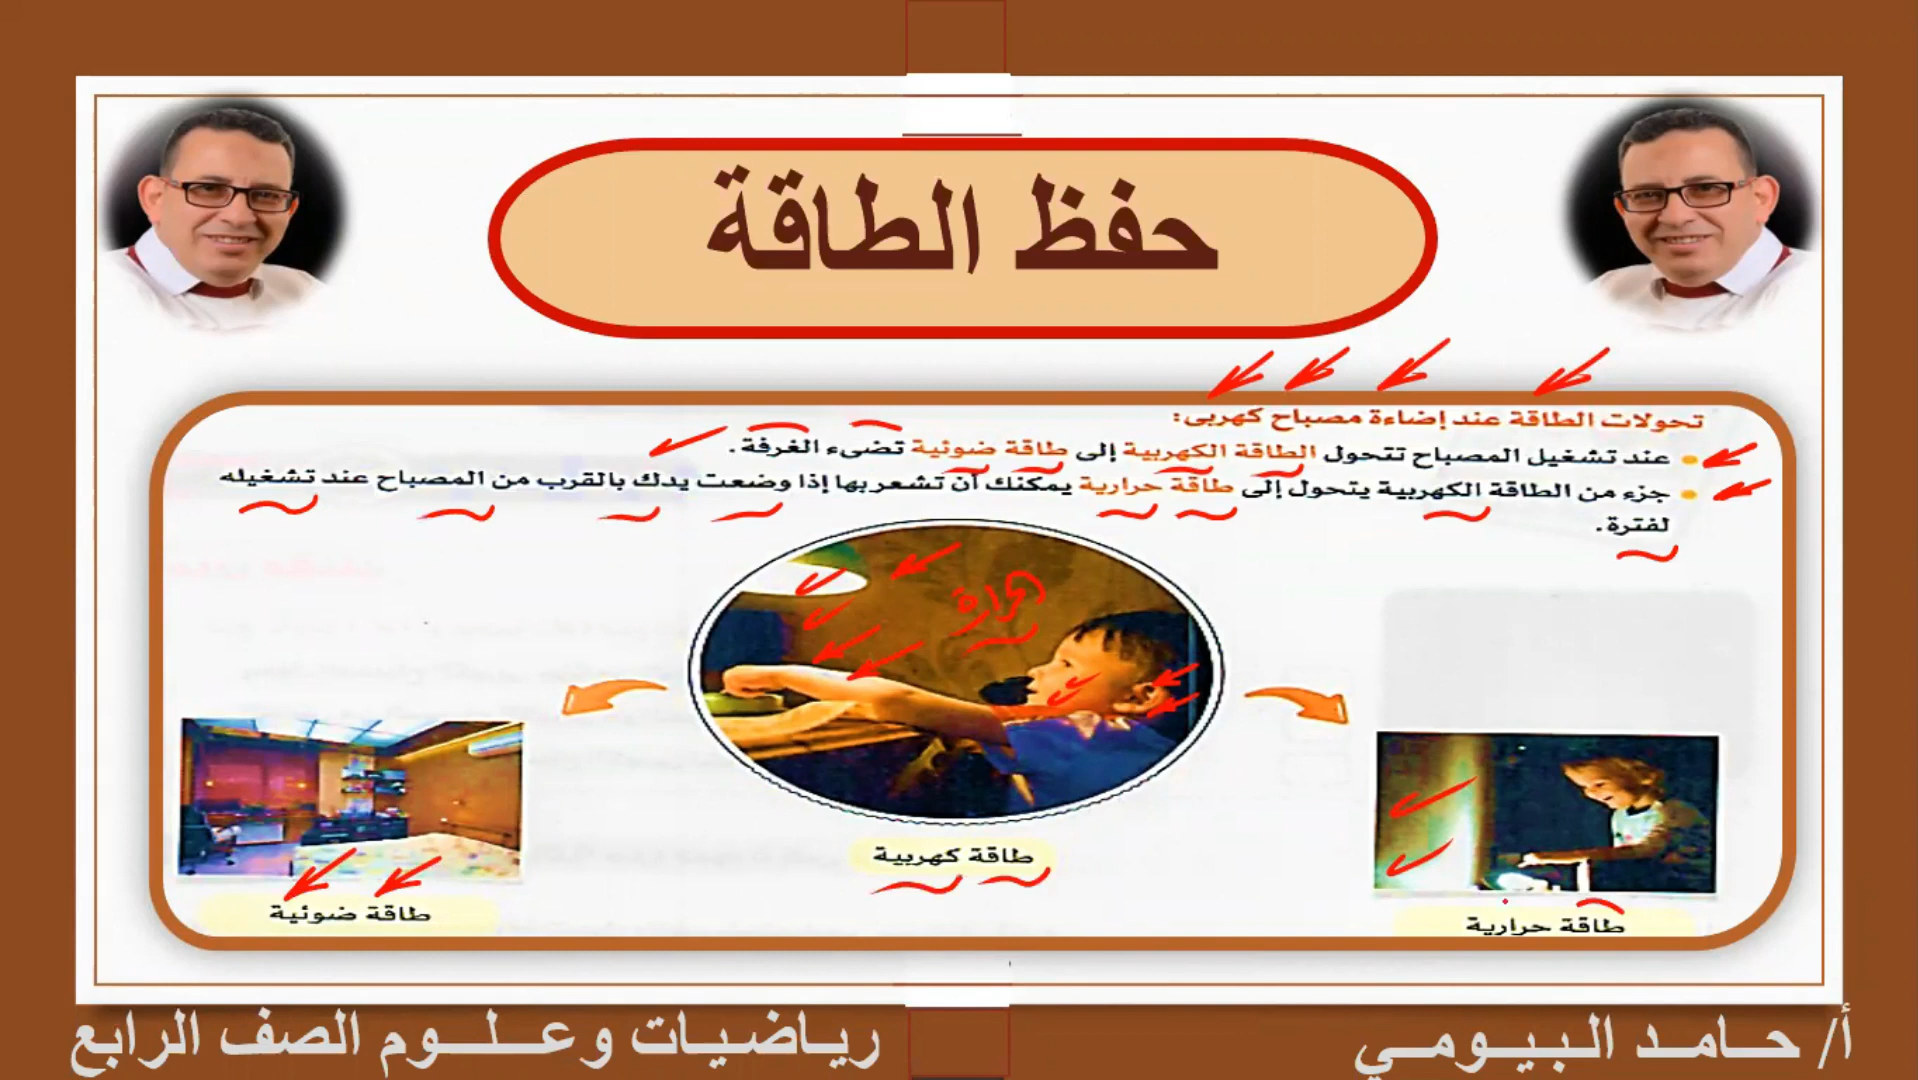 حفظ الطاقة
تحولات الطاقة عند إضاءة مصباح كهربى:
عند تشغيل المصباح تتحول الطاقة الكهربية إلى طاقة ضوئية تضىء الغرفة.
جزء من الطاقة الكهربية يتحول إلى طاقة حرارية يمكنك أن تشعر بها إذا وضعت يدك بالقرب من المصباح عند تشغيله
لفترة.
طاقة كهربية
طاقة حرارية
طاقة ضوئية
أ/ حامد البيومي
رياضيات وعلوم الصف الرابع